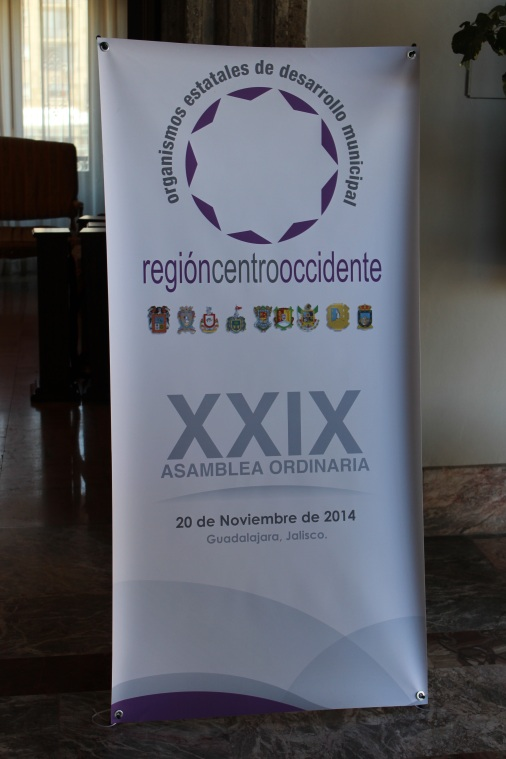 organismos estatales de desarrollo municipal
regióncentrooccidente
XXIX
ASAMBLEA ORDINARIA
20 de Noviembre de 2014
Guadalajara, Jalisco.